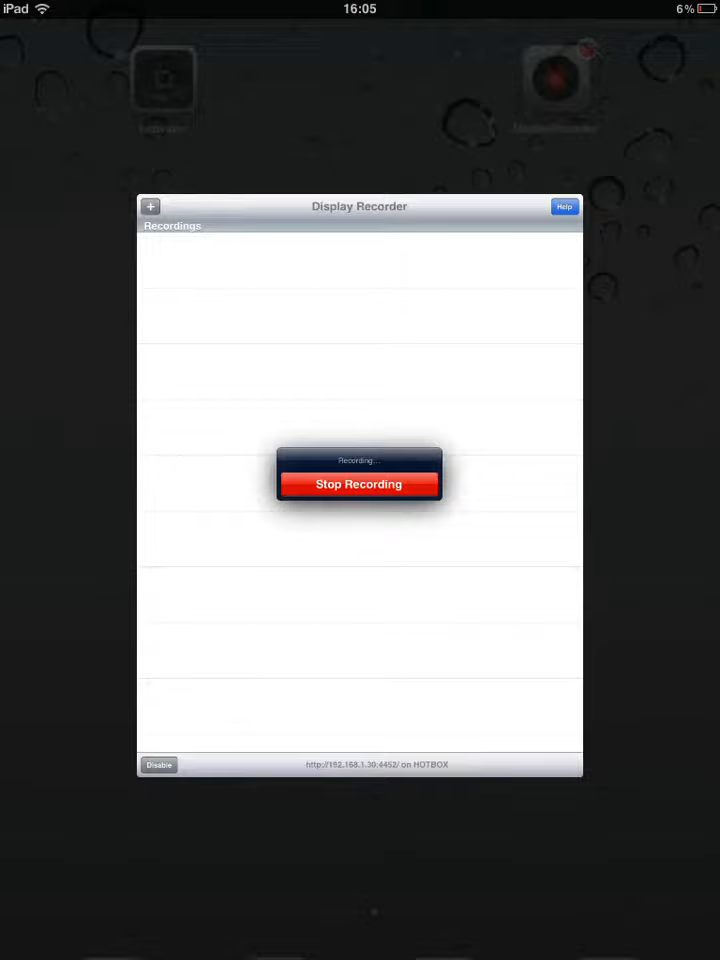 iPad 16:05 6%
Display Recorder
Help
Recordings
Recording...
Stop Recording
Disable http://192.168.1.30:4452/ on HOTBOX